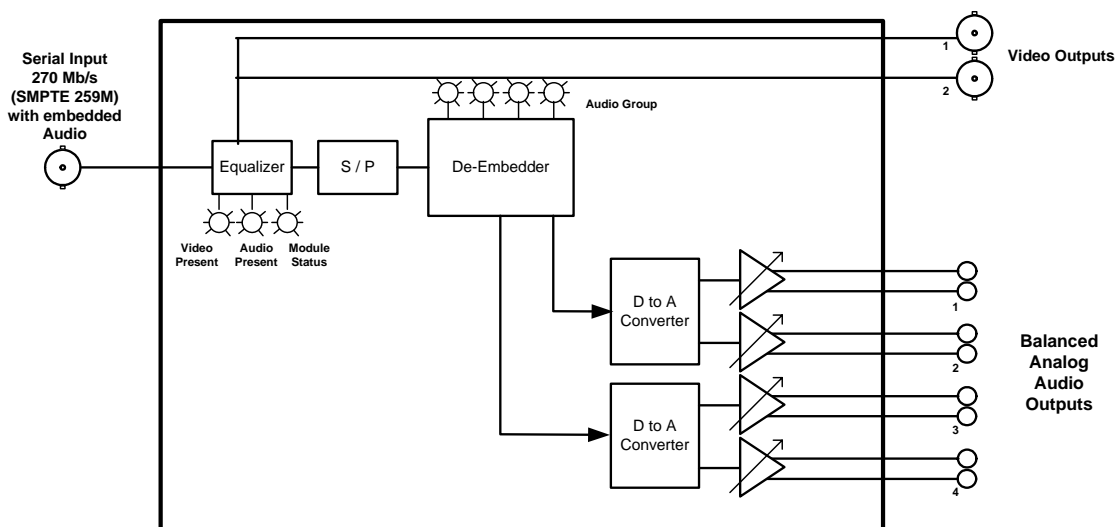 Serial Input
270 Mb/s
(SMPTE 259M)
with embedded
Audio
1
2
Video Outputs
Audio Group
Equalizer
S / P
De-Embedder
Video
Present
Audio
Present
Module
Status
D to A
Converter
D to A
Converter
1
2
3
4
Balanced
Analog
Audio
Outputs